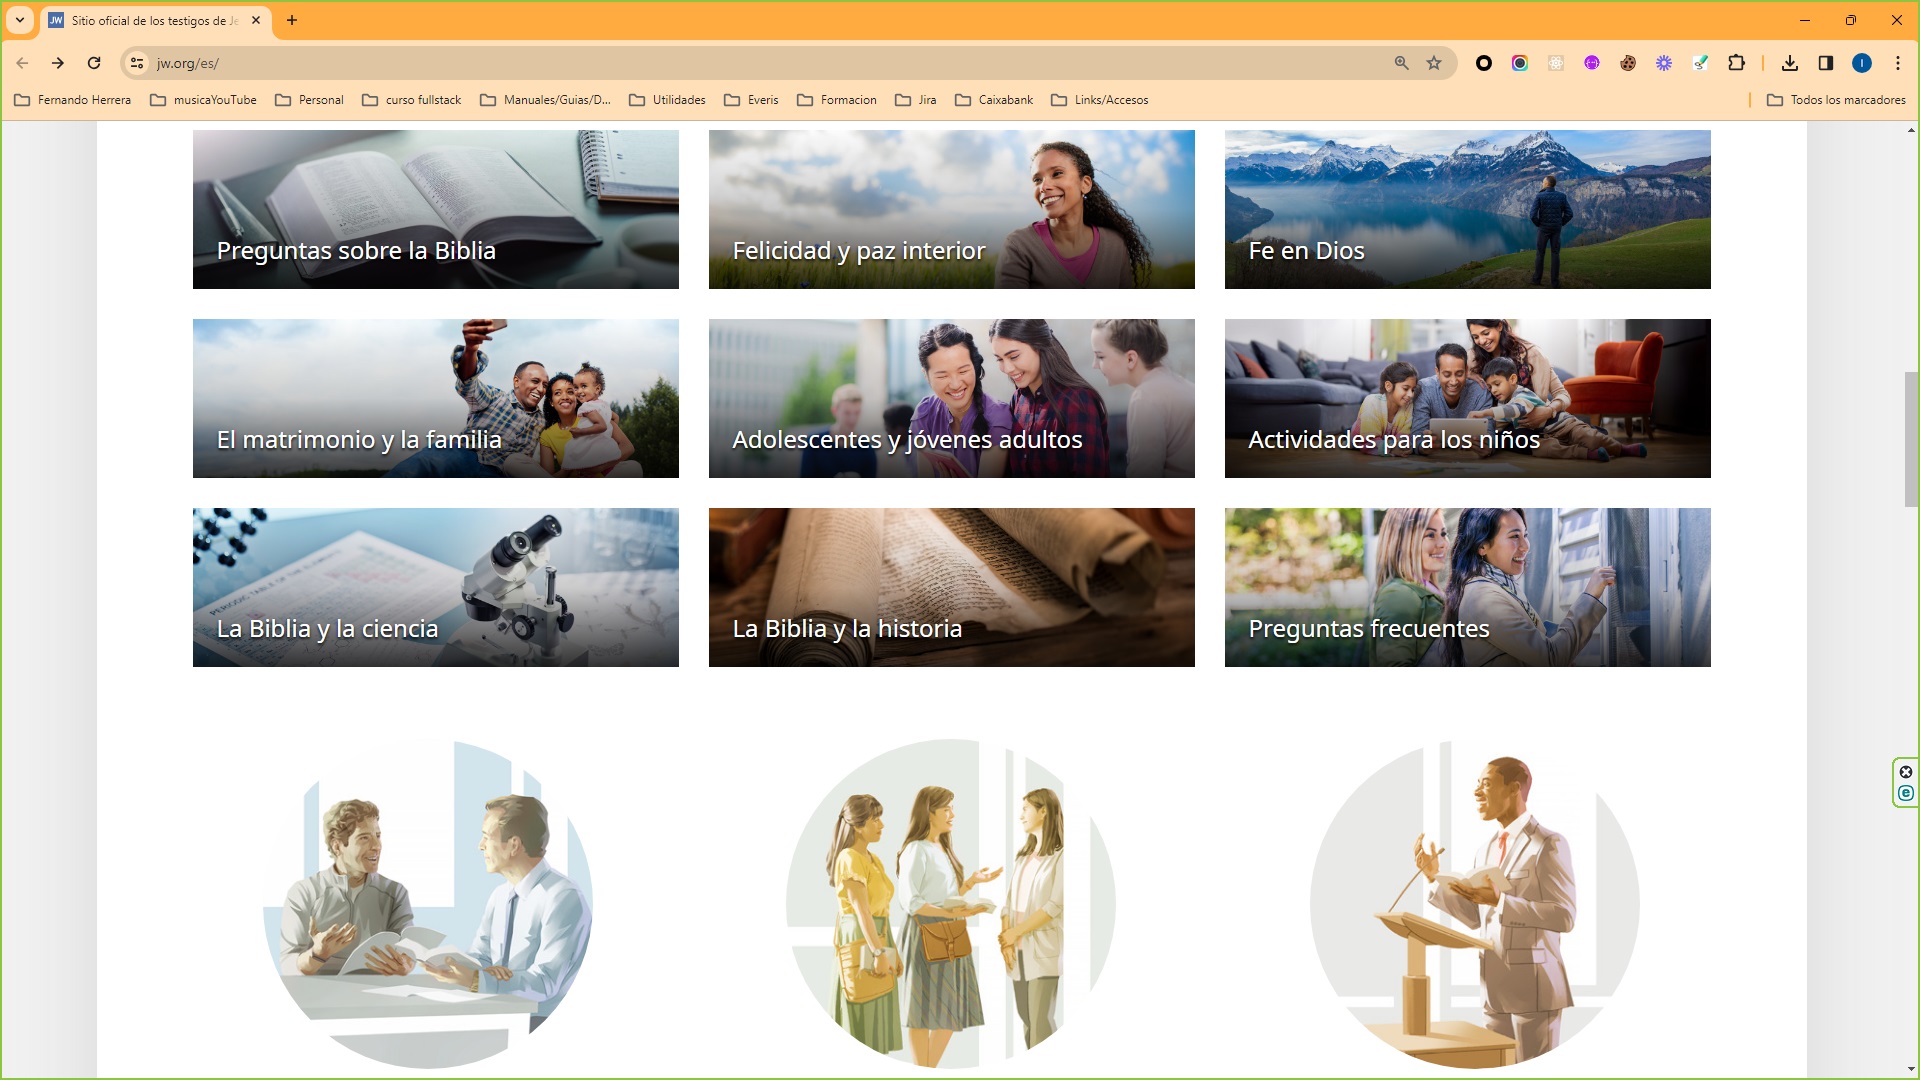 JW Sitio oficial de los testigos de Je
jw.org/es/
I
Fernando Herrera musicaYouTube Personal curso fullstack Manuales/Guias/D... Utilidades Everis Formacion Jira Caixabank Links/Accesos Todos los marcadores
Preguntas sobre la Biblia Felicidad y paz interior Fe en Dios
El matrimonio y la familia Adolescentes y jóvenes adultos Actividades para los niños
La Biblia y la ciencia La Biblia y la historia Preguntas frecuentes
e